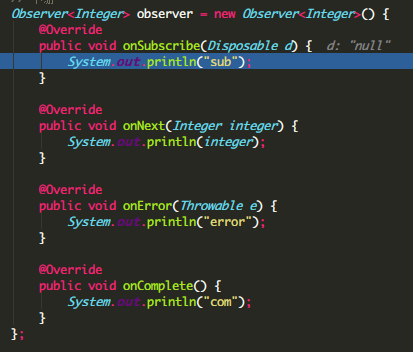 Observer<Integer> observer = new Observer<Integer>() {
@Override
public void onSubscribe(Disposable d) { d: "null"
System.out.println("sub");
}
@Override
public void onNext(Integer integer) {
System.out.println(integer);
}
@Override
public void onError(Throwable e) {
System.out.println("error");
}
@Override
public void onComplete() {
System.out.println("com");
}
};